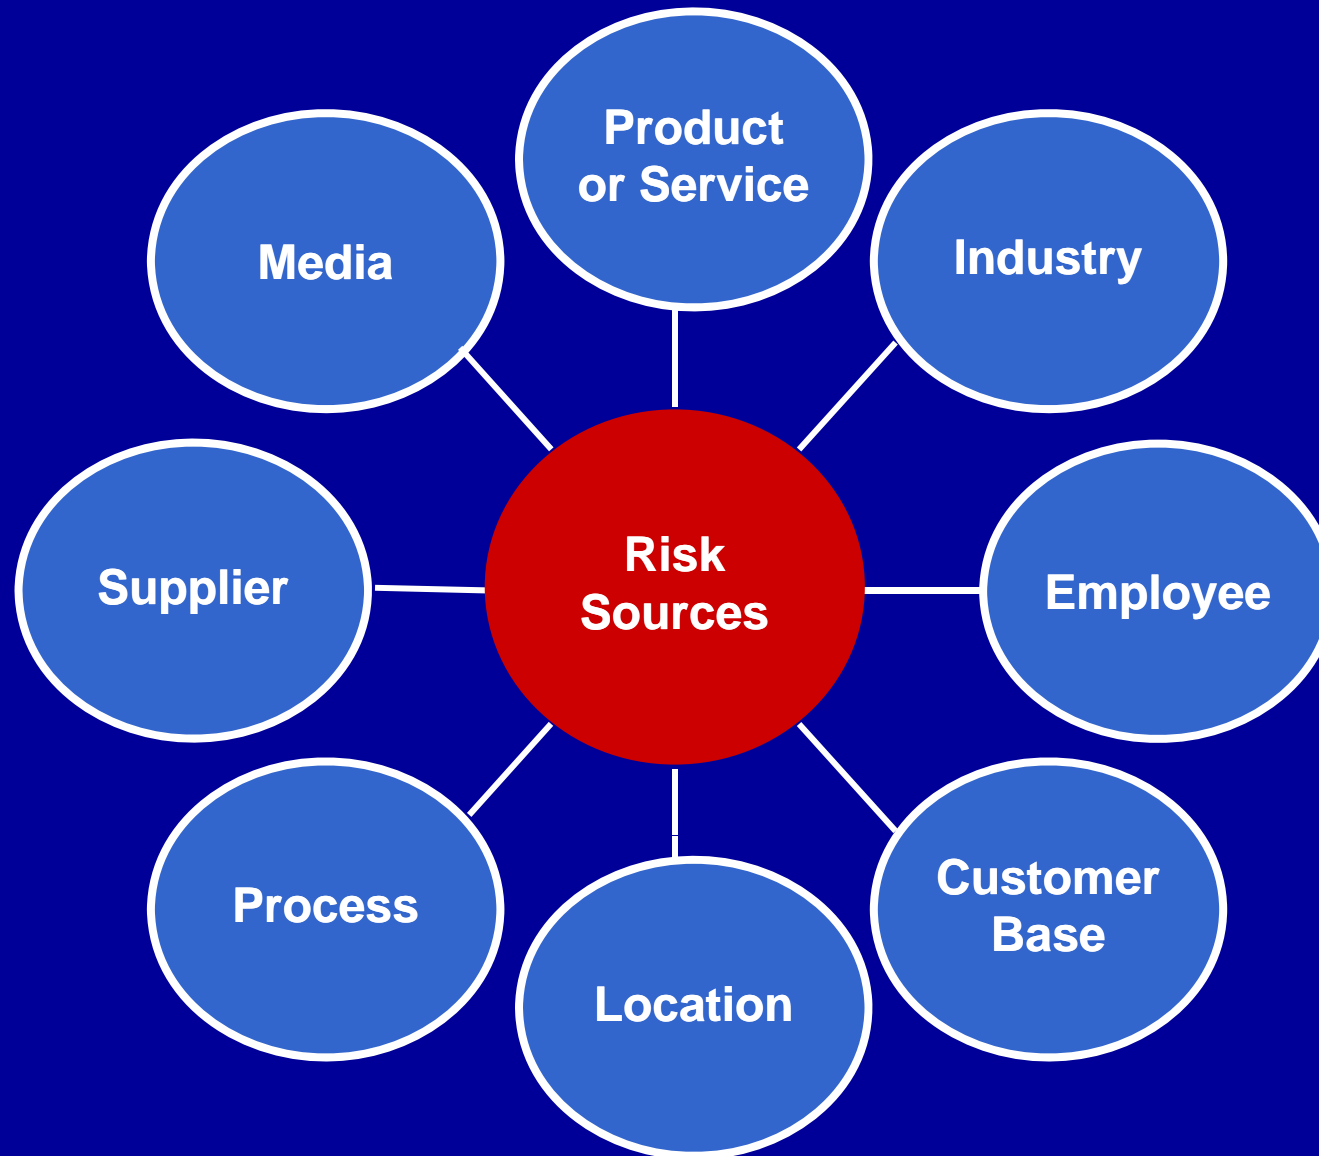 Product
or Service
Media
Industry
Risk
Sources
Supplier
Employee
Process
Customer
Base
Location